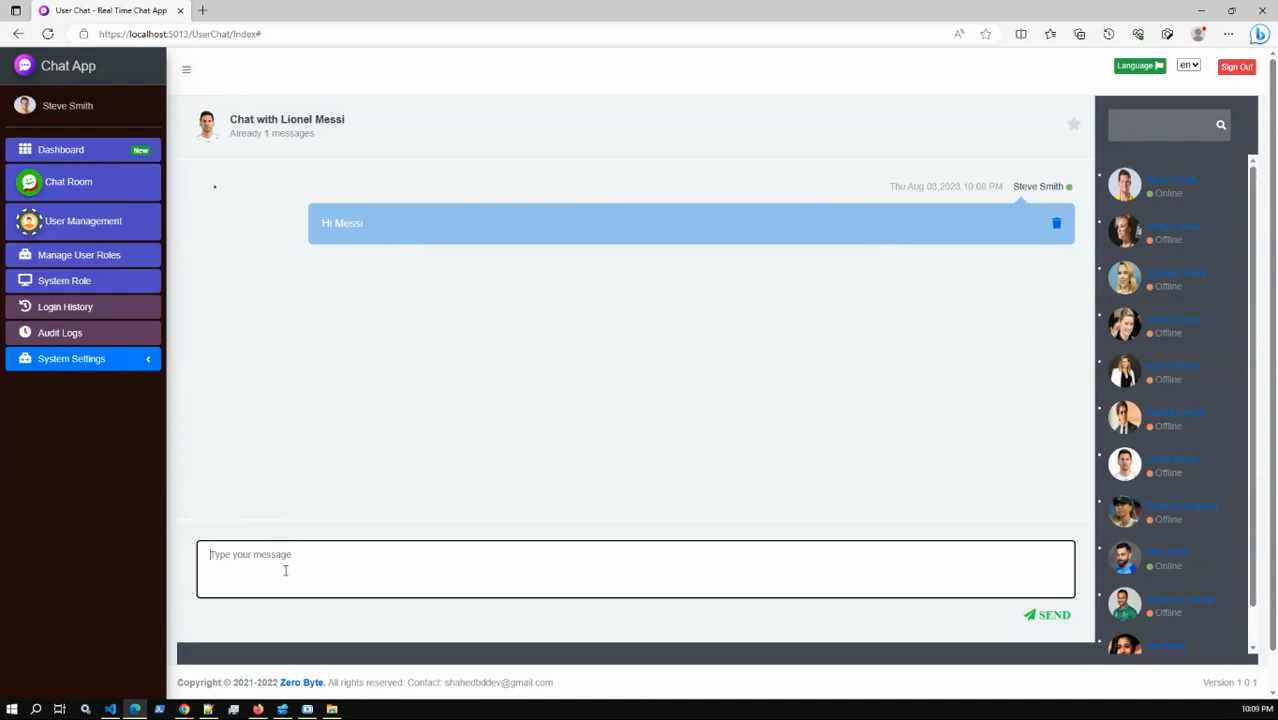 User Chat - Real Time Chat App
https://localhost:5013/UserChat/Index#
Chat App
Steve Smith
Dashboard New
Chat Room
User Management
Manage User Roles
System Role
Login History
Audit Logs
System Settings
Language en Sign Out
Chat with Lionel Messi
Already 1 messages
Thu Aug 03,2023,10:08 PM Steve Smith
Hi Messi
Type your message
SEND
Online
Offline
Offline
Offline
Offline
Offline
Offline
Offline
Online
Offline
Copyright © 2021-2022 Zero Byte. All rights reserved. Contact: shahedbddev@gmail.com
Version 1.0.1
10:09 PM